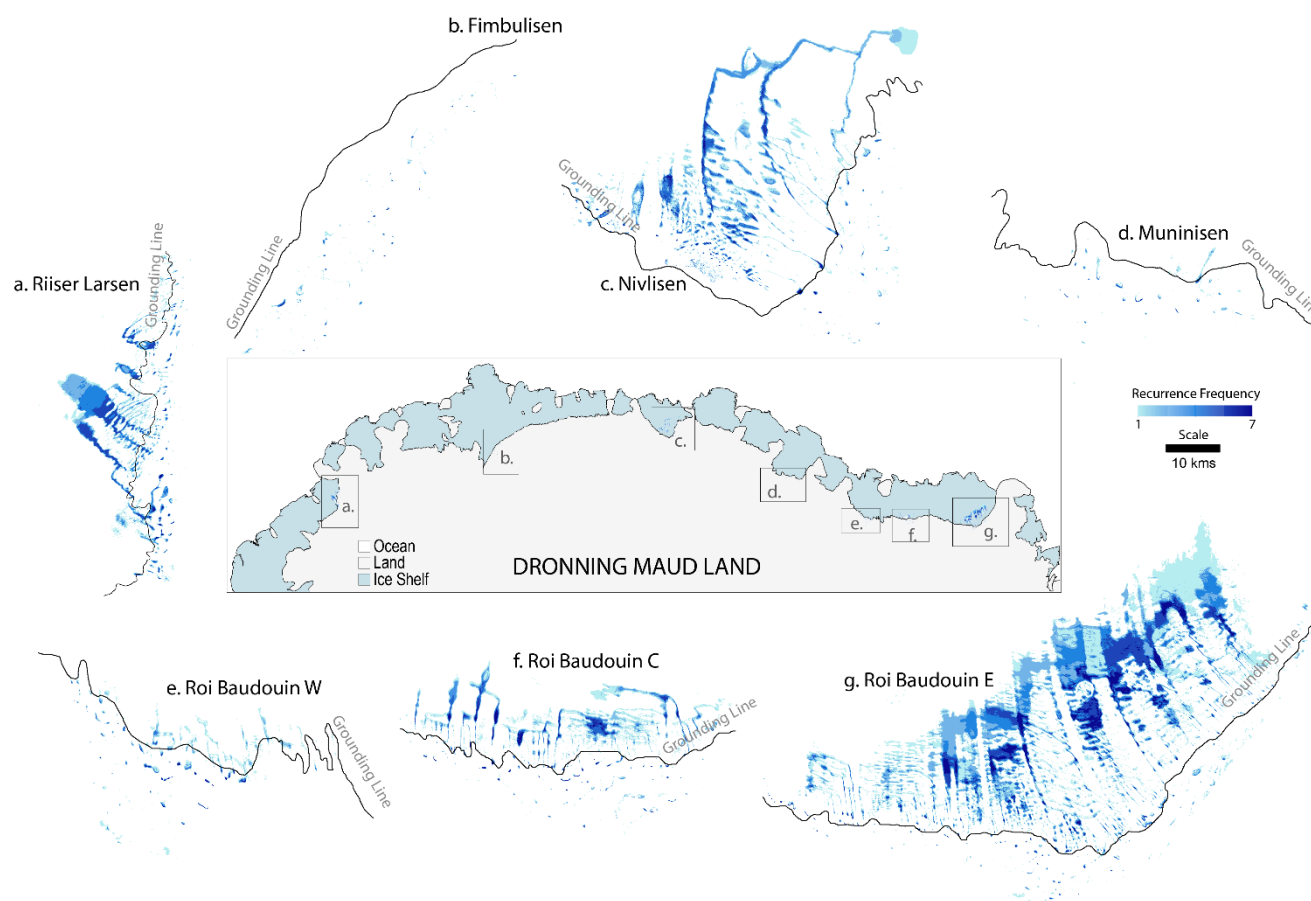 b. Fimbulisen
Grounding Line
a. Riiser Larsen
Grounding Line
Grounding Line
c. Nivlisen
d. Muninisen
Grounding Line
Recurrence Frequency
1 7
Scale
10 kms
a.
b.
c.
d.
e.
f.
g.
Ocean
Land
Ice Shelf
DRONNING MAUD LAND
e. Roi Baudouin W
Grounding Line
f. Roi Baudouin C
Grounding Line
g. Roi Baudouin E
Grounding Line